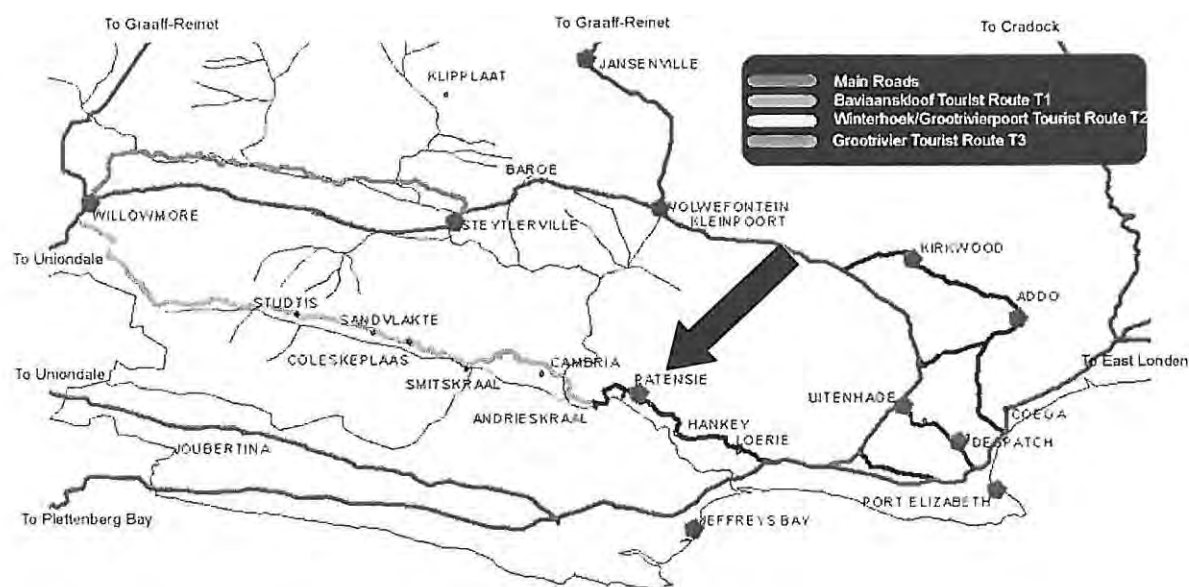 To Graaff-Reinet
To Graaff-Reinet
To Cradock
JANSENVILLE
KLIPPLAAT
Main Roads
Baviaanskloof Tourist Route T1
Winterhoek/Grootrivierpoort Tourist Route T2
Grootrivier Tourist Route T3
BAROE
WILLOWMORE
STEYTLERVILLE
WOLWEFONTEIN
KLEINPOORT
KIRKWOOD
To Uniondale
ADDO
STUDTIS
SANDVLAKTE
COLESKEPLAAS
CAMBRIA
To East London
To Uniondale
SMITSKRAAL
PATENSIE
UITENHAGE
ANDRIESKRAAL
HANKEY
COEGA
JOUBERTINA
LOERIE
DESPATCH
PORT ELIZABETH
To Plettenberg Bay
JEFFREYS BAY